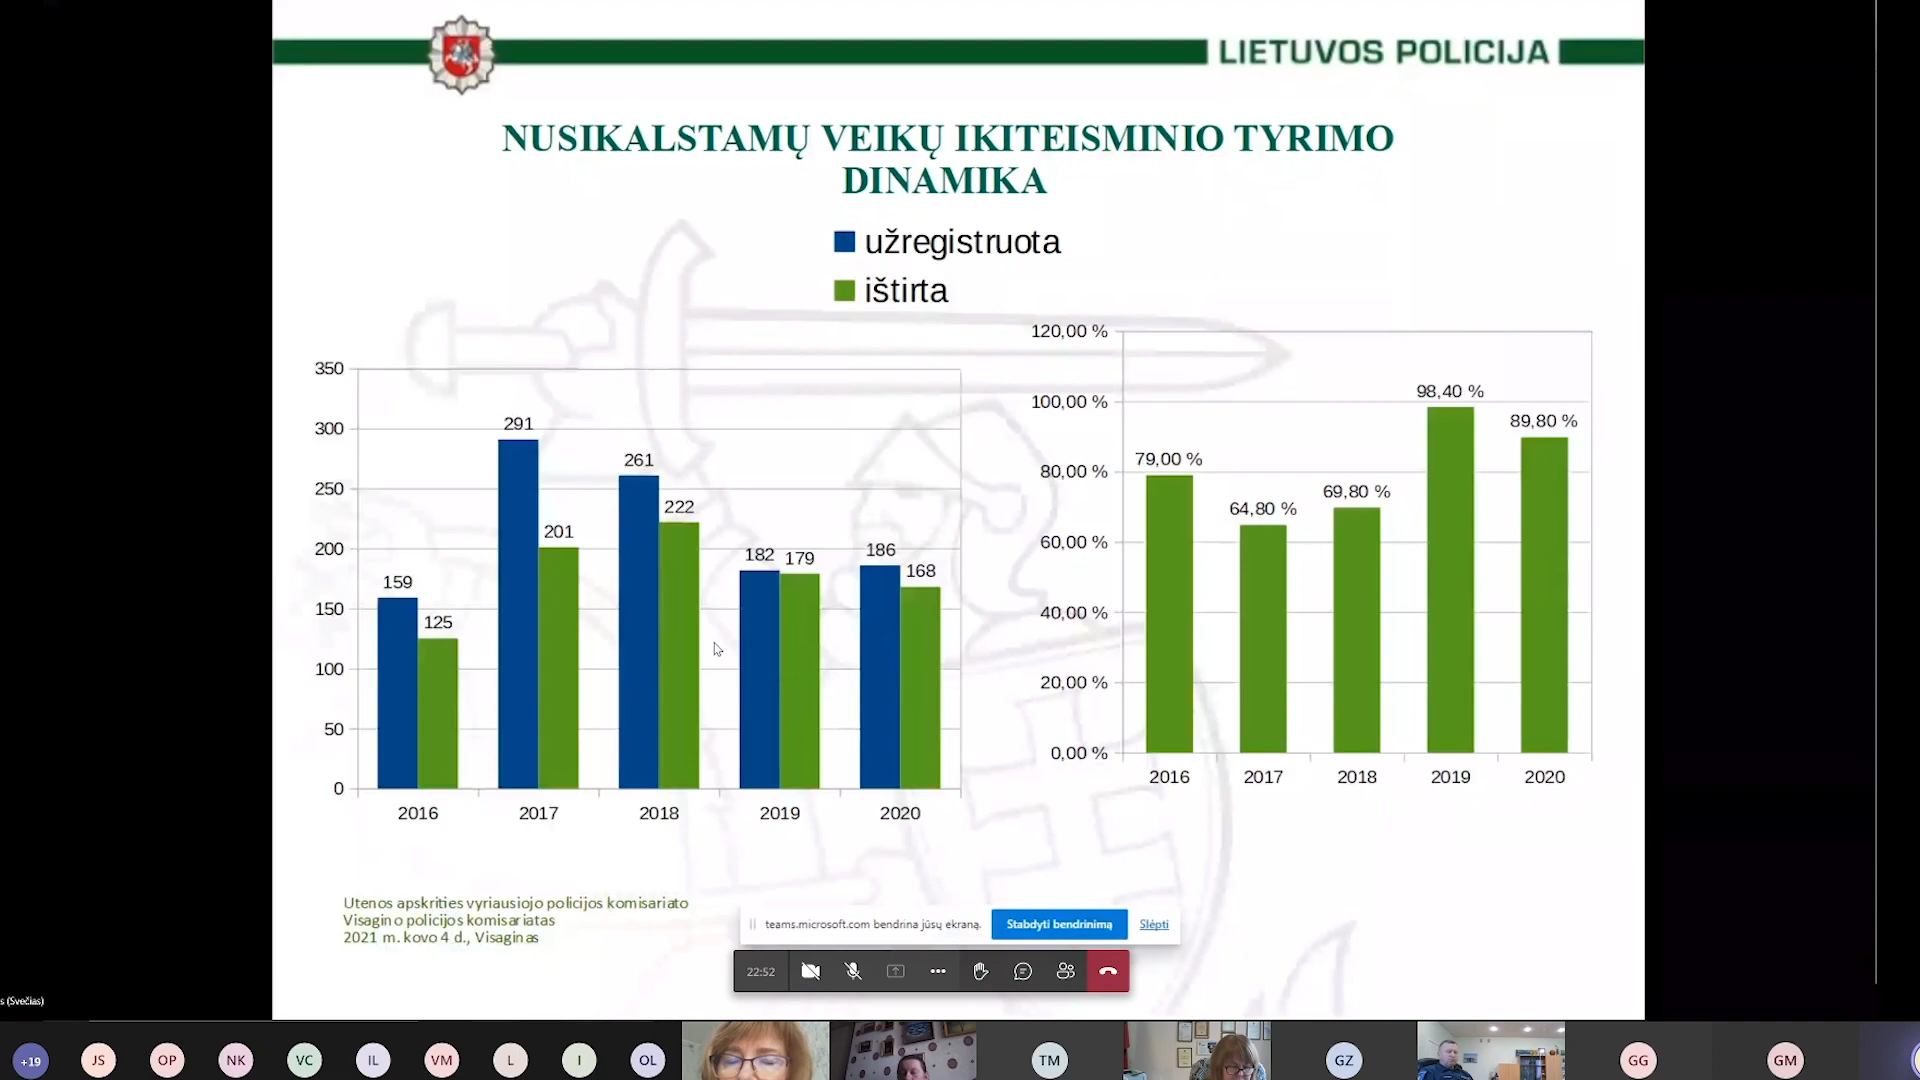 LIETUVOS POLICIJA
NUSIKALSTAMŲ VEIKŲ IKITEISMINIO TYRIMO
DINAMIKA
užregistruota
ištirta
350
300
250
200
150
100
50
0
159
125
291
201
261
222
182
179
186
168
2016
2017
2018
2019
2020
120,00 %
100,00 %
80,00 %
60,00 %
40,00 %
20,00 %
0,00 %
79,00 %
64,80 %
69,80 %
98,40 %
89,80 %
2016
2017
2018
2019
2020
Utenos apskrities vyriausiojo policijos komisariato
Visagino policijos komisariatas
2021 m. kovo 4 d., Visaginas
teams.microsoft.com bendrina jūsų ekraną.
Stabdyti bendrinimą
Slėpti
22:52
s (Svečias)
+19
JS
OP
NK
VC
IL
VM
L
I
OL
TM
GZ
GG
GM